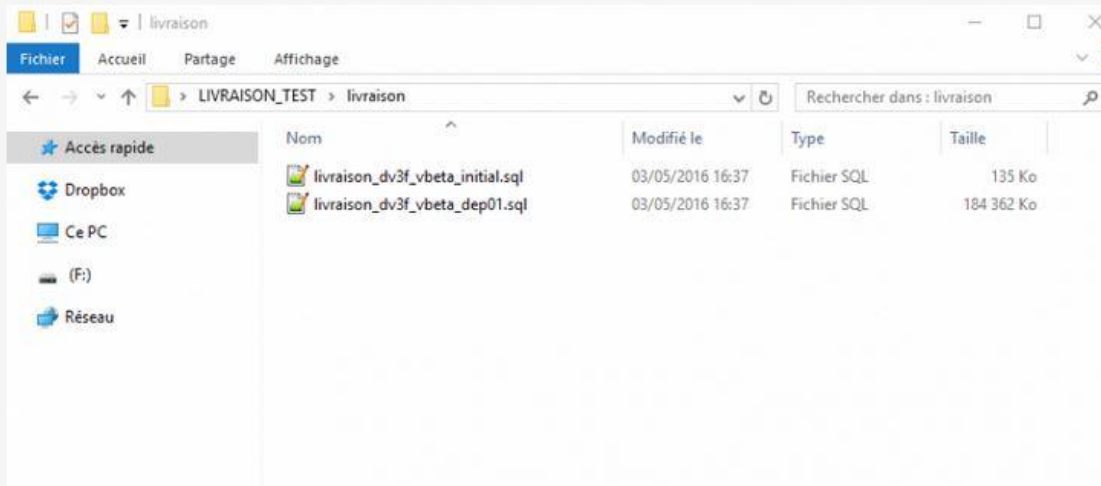 livraison
Fichier Accueil Partage Affichage
LIVRAISON_TEST > livraison Rechercher dans : livraison
Nom Modifié le Type Taille
Accès rapide
livraison_dv3f_vbeta_initial.sql 03/05/2016 16:37 Fichier SQL 135 Ko
Dropbox
livraison_dv3f_vbeta_dep01.sql 03/05/2016 16:37 Fichier SQL 184 362 Ko
Ce PC
(F:)
Réseau